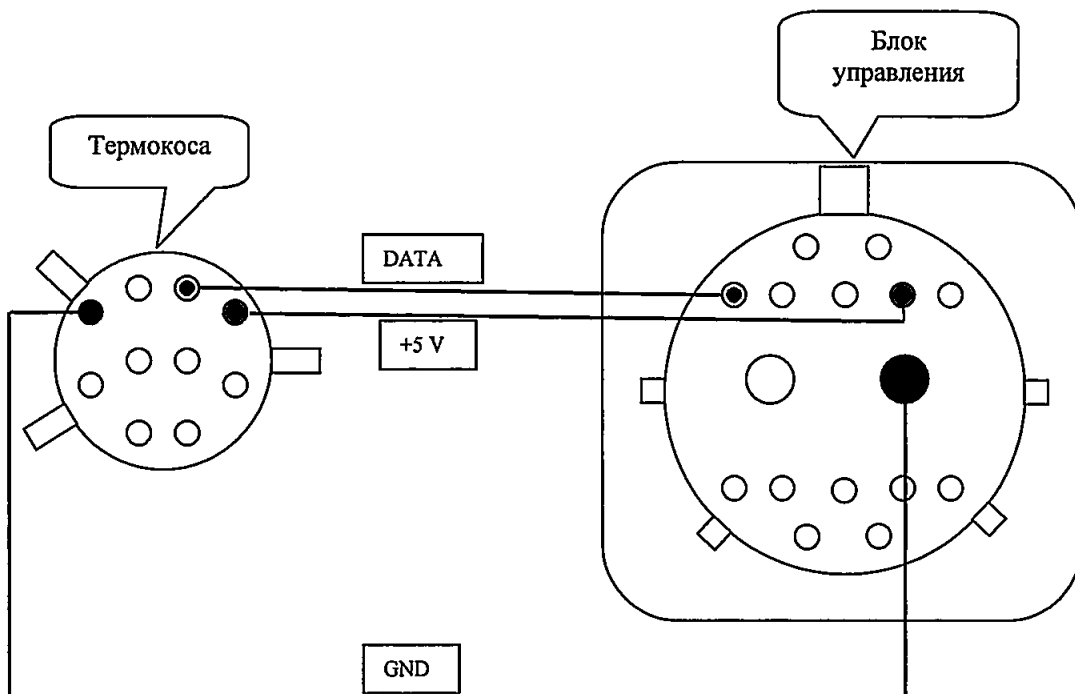 Блок
управления
Термокоса
DATA
+5 V
GND